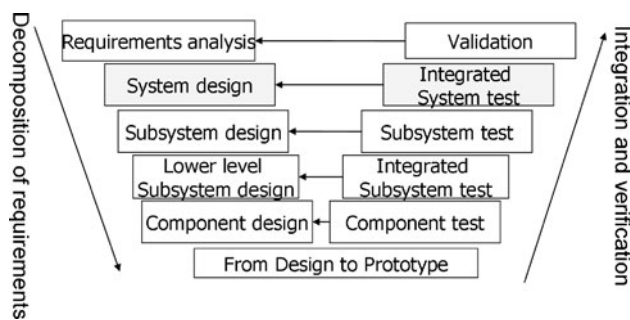 Decomposition of requirements
Requirements analysis
Validation
System design
Integrated
System test
Subsystem design
Subsystem test
Lower level
Subsystem design
Integrated
Subsystem test
Component design
Component test
From Design to Prototype
Integration and verification